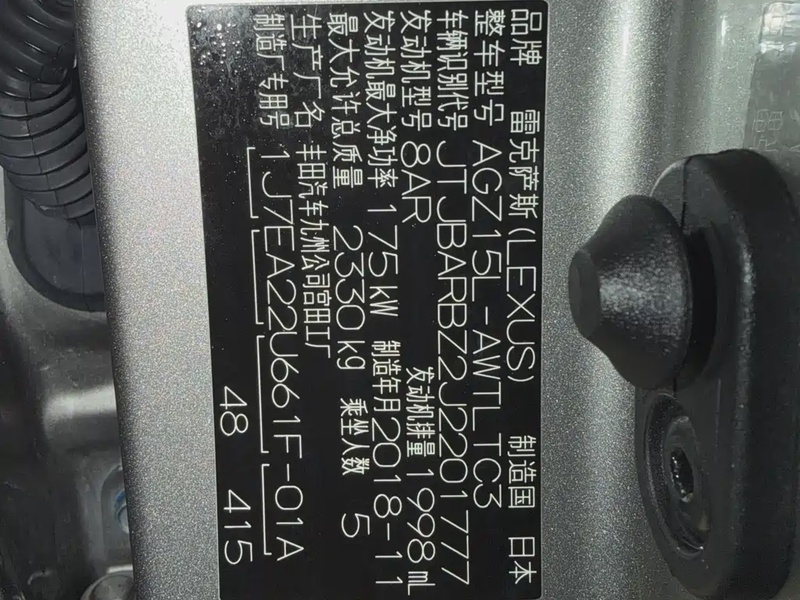 品牌 雷克萨斯(LEXUS) 制造国 日本
整车型号 AGZ15L-AWTLTC3
车辆识别代号 JTJBARBZ2J2201777
发动机型号 8AR 发动机排量 1998mL
发动机最大净功率 175kW 制造年月 2018-11
最大允许总质量 2330kg 乘坐人数 5
生产厂名 丰田汽车九州公司宫田工厂
制造厂专用号 1J7EA22U661F-01A
48 415